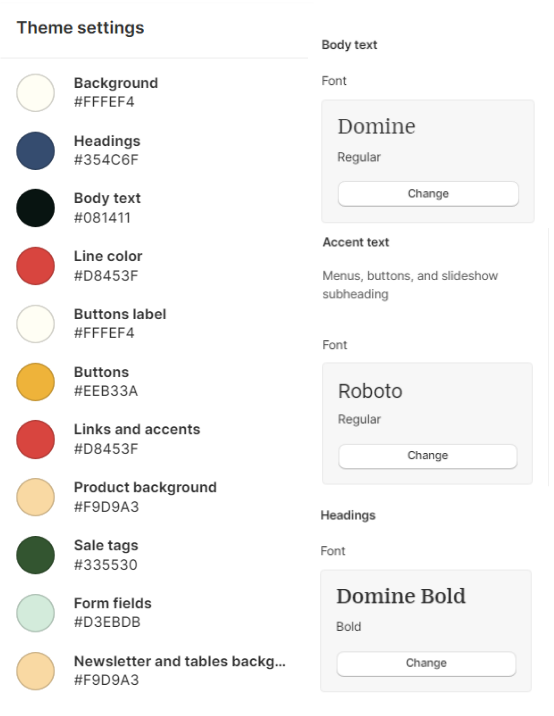 Theme settings
Background
#FFFEF4
Headings
#354C6F
Body text
#081411
Line color
#D8453F
Buttons label
#FFFEF4
Buttons
#EEB33A
Links and accents
#D8453F
Product background
#F9D9A3
Sale tags
#335530
Form fields
#D3EBDB
Newsletter and tables backg...
#F9D9A3
Body text
Font
Domine
Regular
Change
Accent text
Menus, buttons, and slideshow
subheading
Font
Roboto
Regular
Change
Headings
Font
Domine Bold
Bold
Change